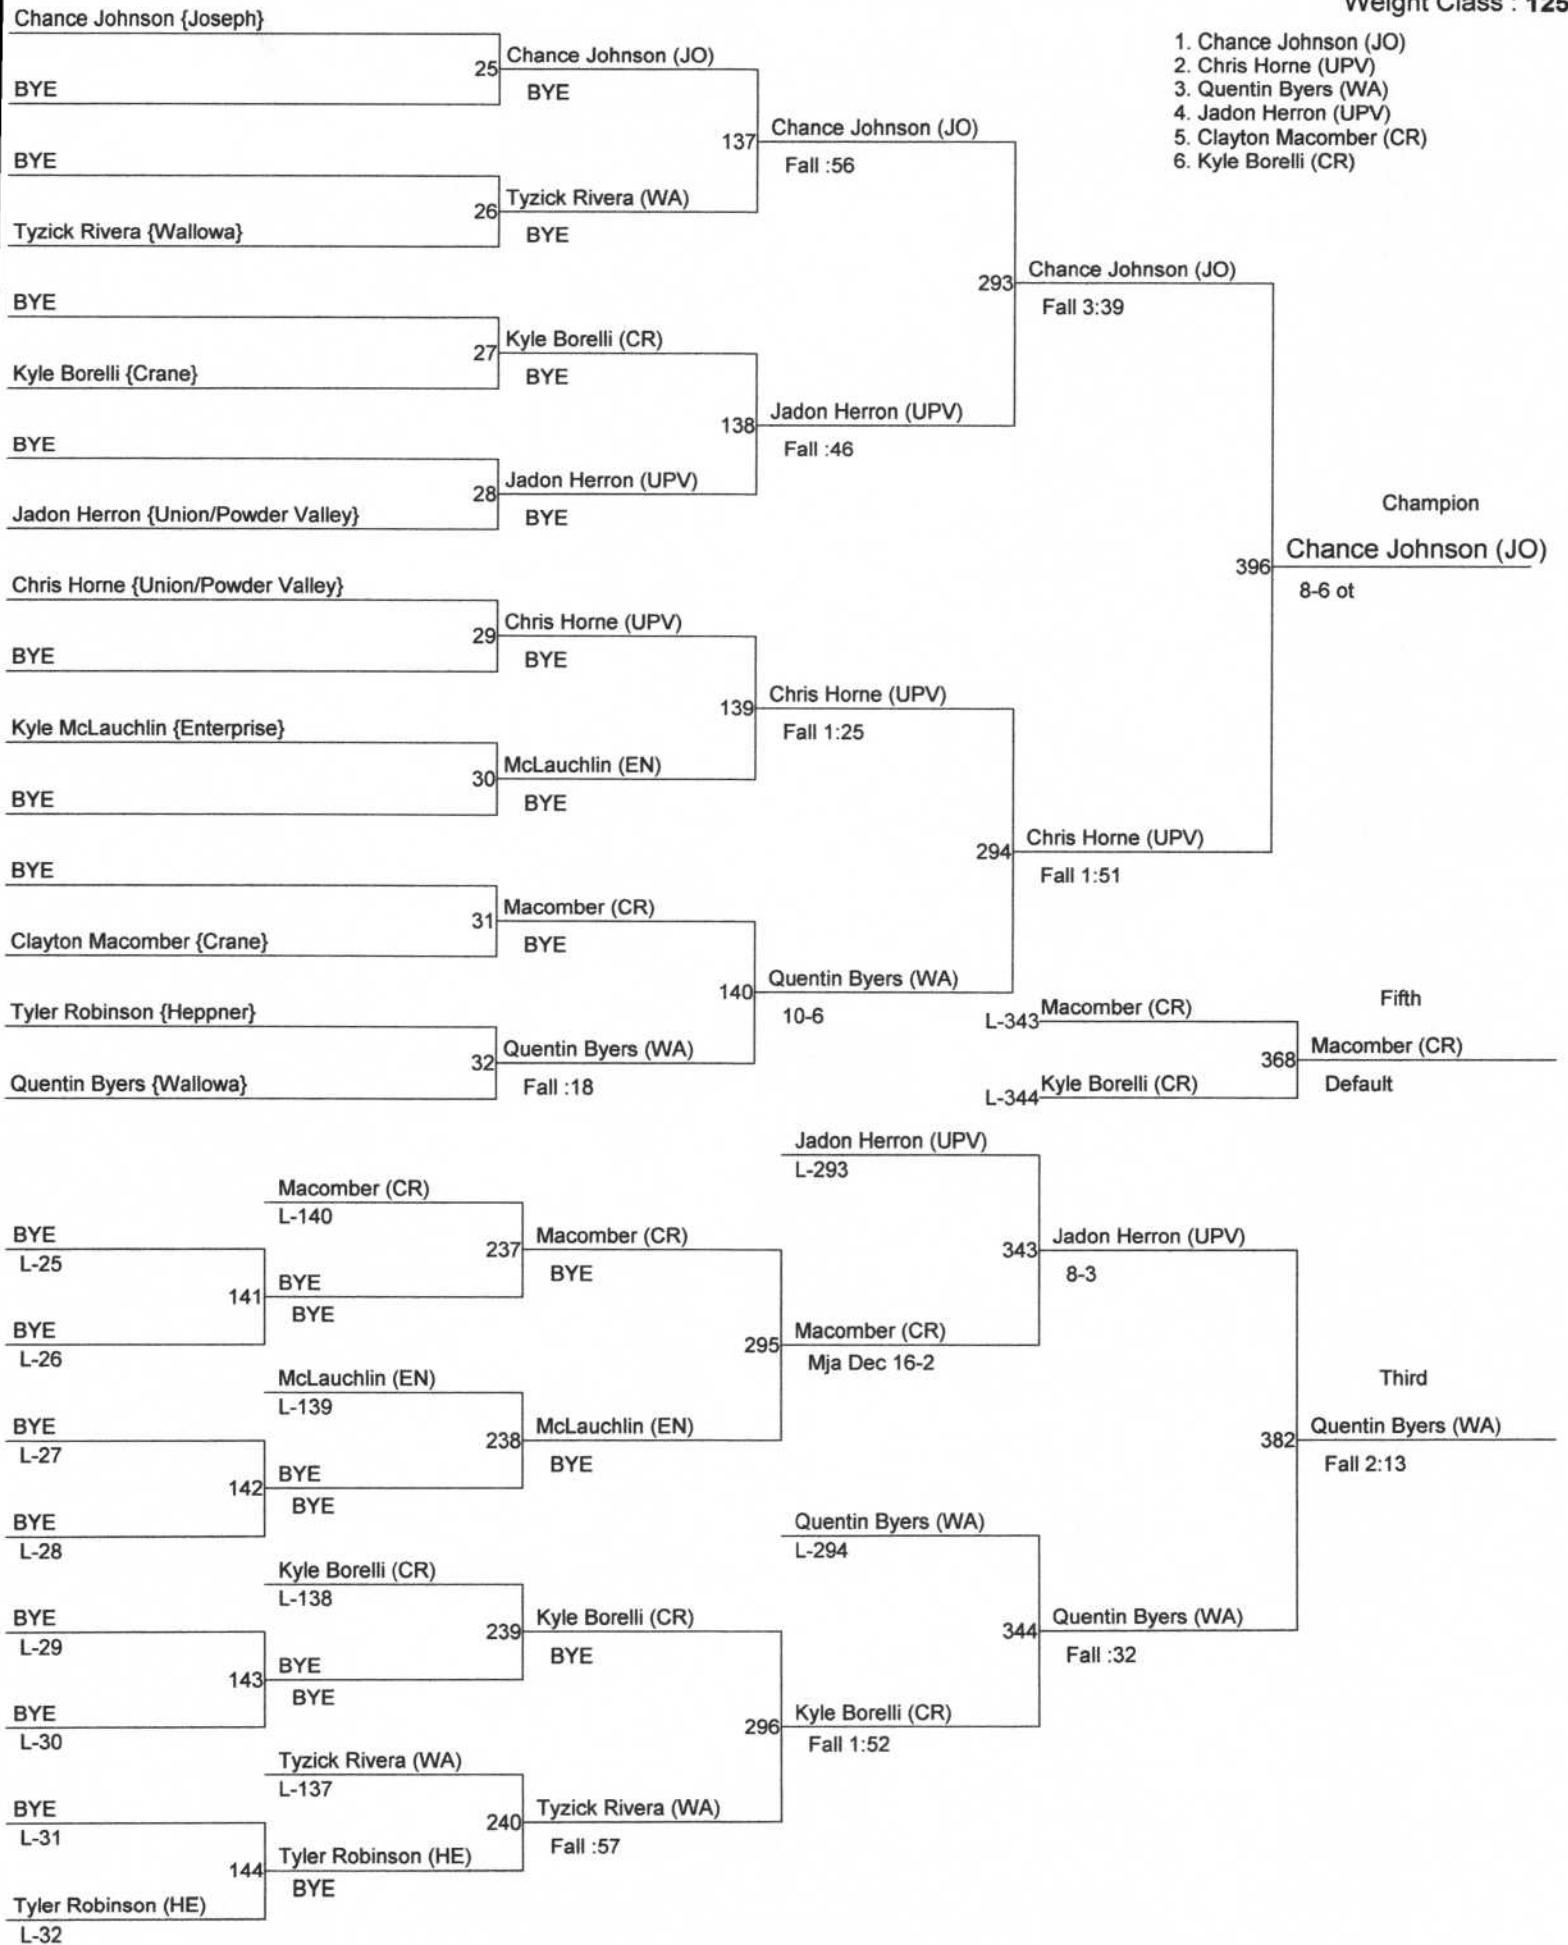 Weight Class : 125
1. Chance Johnson (JO)
2. Chris Horne (UPV)
3. Quentin Byers (WA)
4. Jadon Herron (UPV)
5. Clayton Macomber (CR)
6. Kyle Borelli (CR)
Chance Johnson {Joseph}
25
BYE
Chance Johnson (JO)
BYE
BYE
26
Tyzick Rivera {Wallowa}
Tyzick Rivera (WA)
BYE
137
Chance Johnson (JO)
Fall :56
BYE
27
Kyle Borelli {Crane}
Kyle Borelli (CR)
BYE
BYE
28
Jadon Herron {Union/Powder Valley}
Jadon Herron (UPV)
BYE
138
Jadon Herron (UPV)
Fall :46
293
Chance Johnson (JO)
Fall 3:39
Chris Horne {Union/Powder Valley}
29
BYE
Chris Horne (UPV)
BYE
Kyle McLauchlin {Enterprise}
30
BYE
McLauchlin (EN)
BYE
139
Chris Horne (UPV)
Fall 1:25
BYE
31
Clayton Macomber {Crane}
Macomber (CR)
BYE
Tyler Robinson {Heppner}
32
Quentin Byers {Wallowa}
Quentin Byers (WA)
Fall :18
140
Quentin Byers (WA)
10-6
294
Chris Horne (UPV)
Fall 1:51
396
Champion
Chance Johnson (JO)
8-6 ot
L-343
Macomber (CR)
L-344
Kyle Borelli (CR)
368
Fifth
Macomber (CR)
Default
BYE
L-25
BYE
L-26
141
Macomber (CR)
L-140
BYE
BYE
237
Macomber (CR)
BYE
BYE
L-27
BYE
L-28
142
McLauchlin (EN)
L-139
BYE
BYE
238
McLauchlin (EN)
BYE
295
Macomber (CR)
Mja Dec 16-2
Jadon Herron (UPV)
L-293
343
Jadon Herron (UPV)
8-3
BYE
L-29
BYE
L-30
143
Kyle Borelli (CR)
L-138
BYE
BYE
239
Kyle Borelli (CR)
BYE
BYE
L-31
Tyler Robinson (HE)
L-32
144
Tyzick Rivera (WA)
L-137
Tyler Robinson (HE)
BYE
240
Tyzick Rivera (WA)
Fall :57
296
Kyle Borelli (CR)
Fall 1:52
Quentin Byers (WA)
L-294
344
Quentin Byers (WA)
Fall :32
382
Third
Quentin Byers (WA)
Fall 2:13